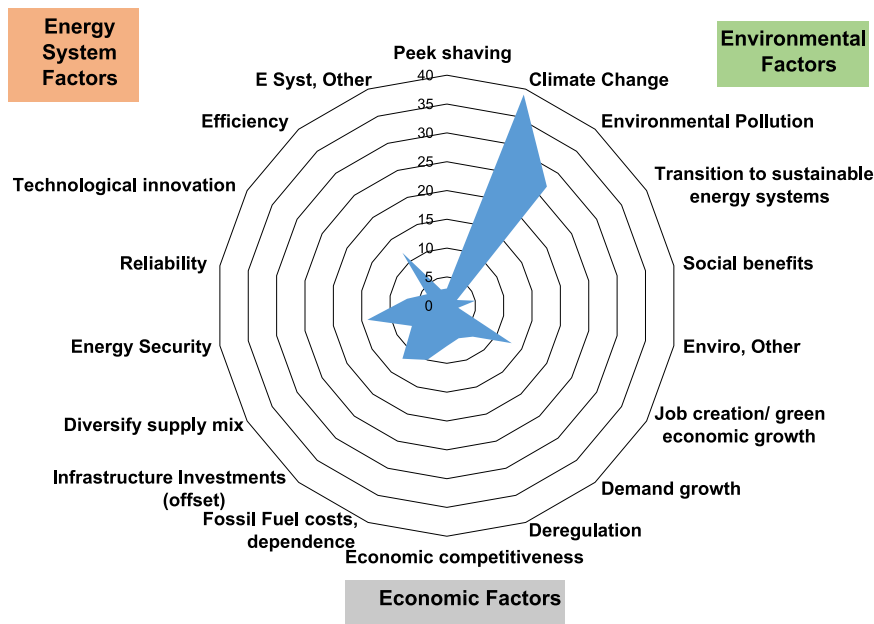 Energy
System
Factors
Environmental
Factors
Peek shaving
Climate Change
Environmental Pollution
Transition to sustainable
energy systems
Social benefits
Enviro, Other
Job creation/ green
economic growth
Demand growth
Deregulation
Economic competitiveness
Fossil Fuel costs,
dependence
Infrastructure Investments
(offset)
Diversify supply mix
Energy Security
Reliability
Technological innovation
Efficiency
E Syst, Other
40
35
30
25
20
15
10
5
0
Economic Factors